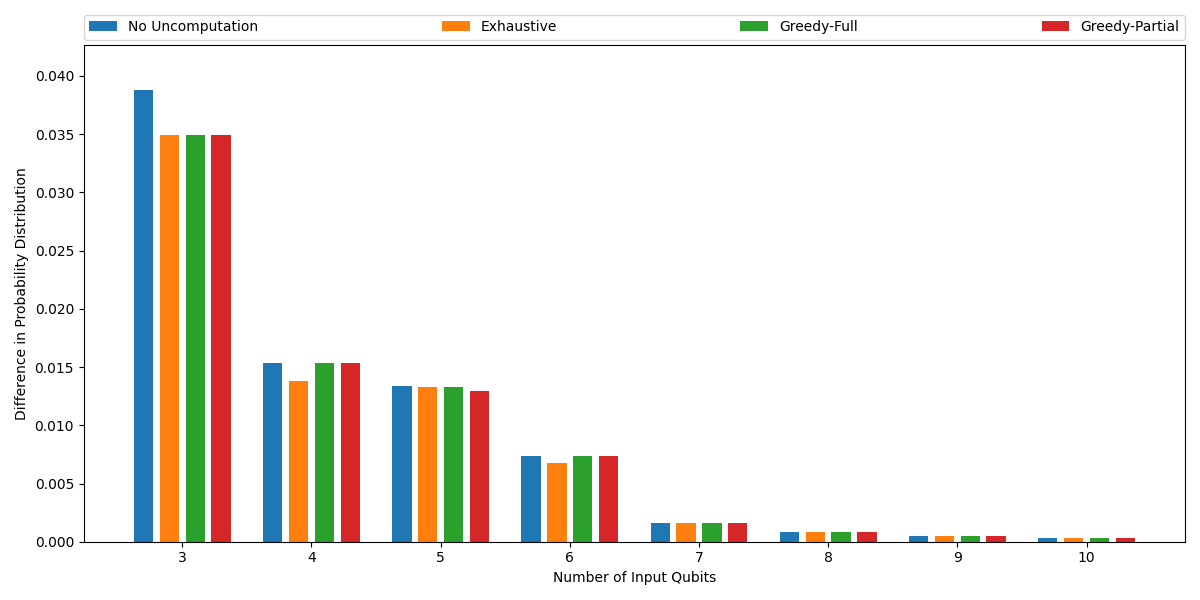 No Uncomputation Exhaustive Greedy-Full Greedy-Partial
0.040
0.035
0.030
0.025
0.020
0.015
0.010
0.005
0.000
Difference in Probability Distribution
3 4 5 6 7 8 9 10
Number of Input Qubits